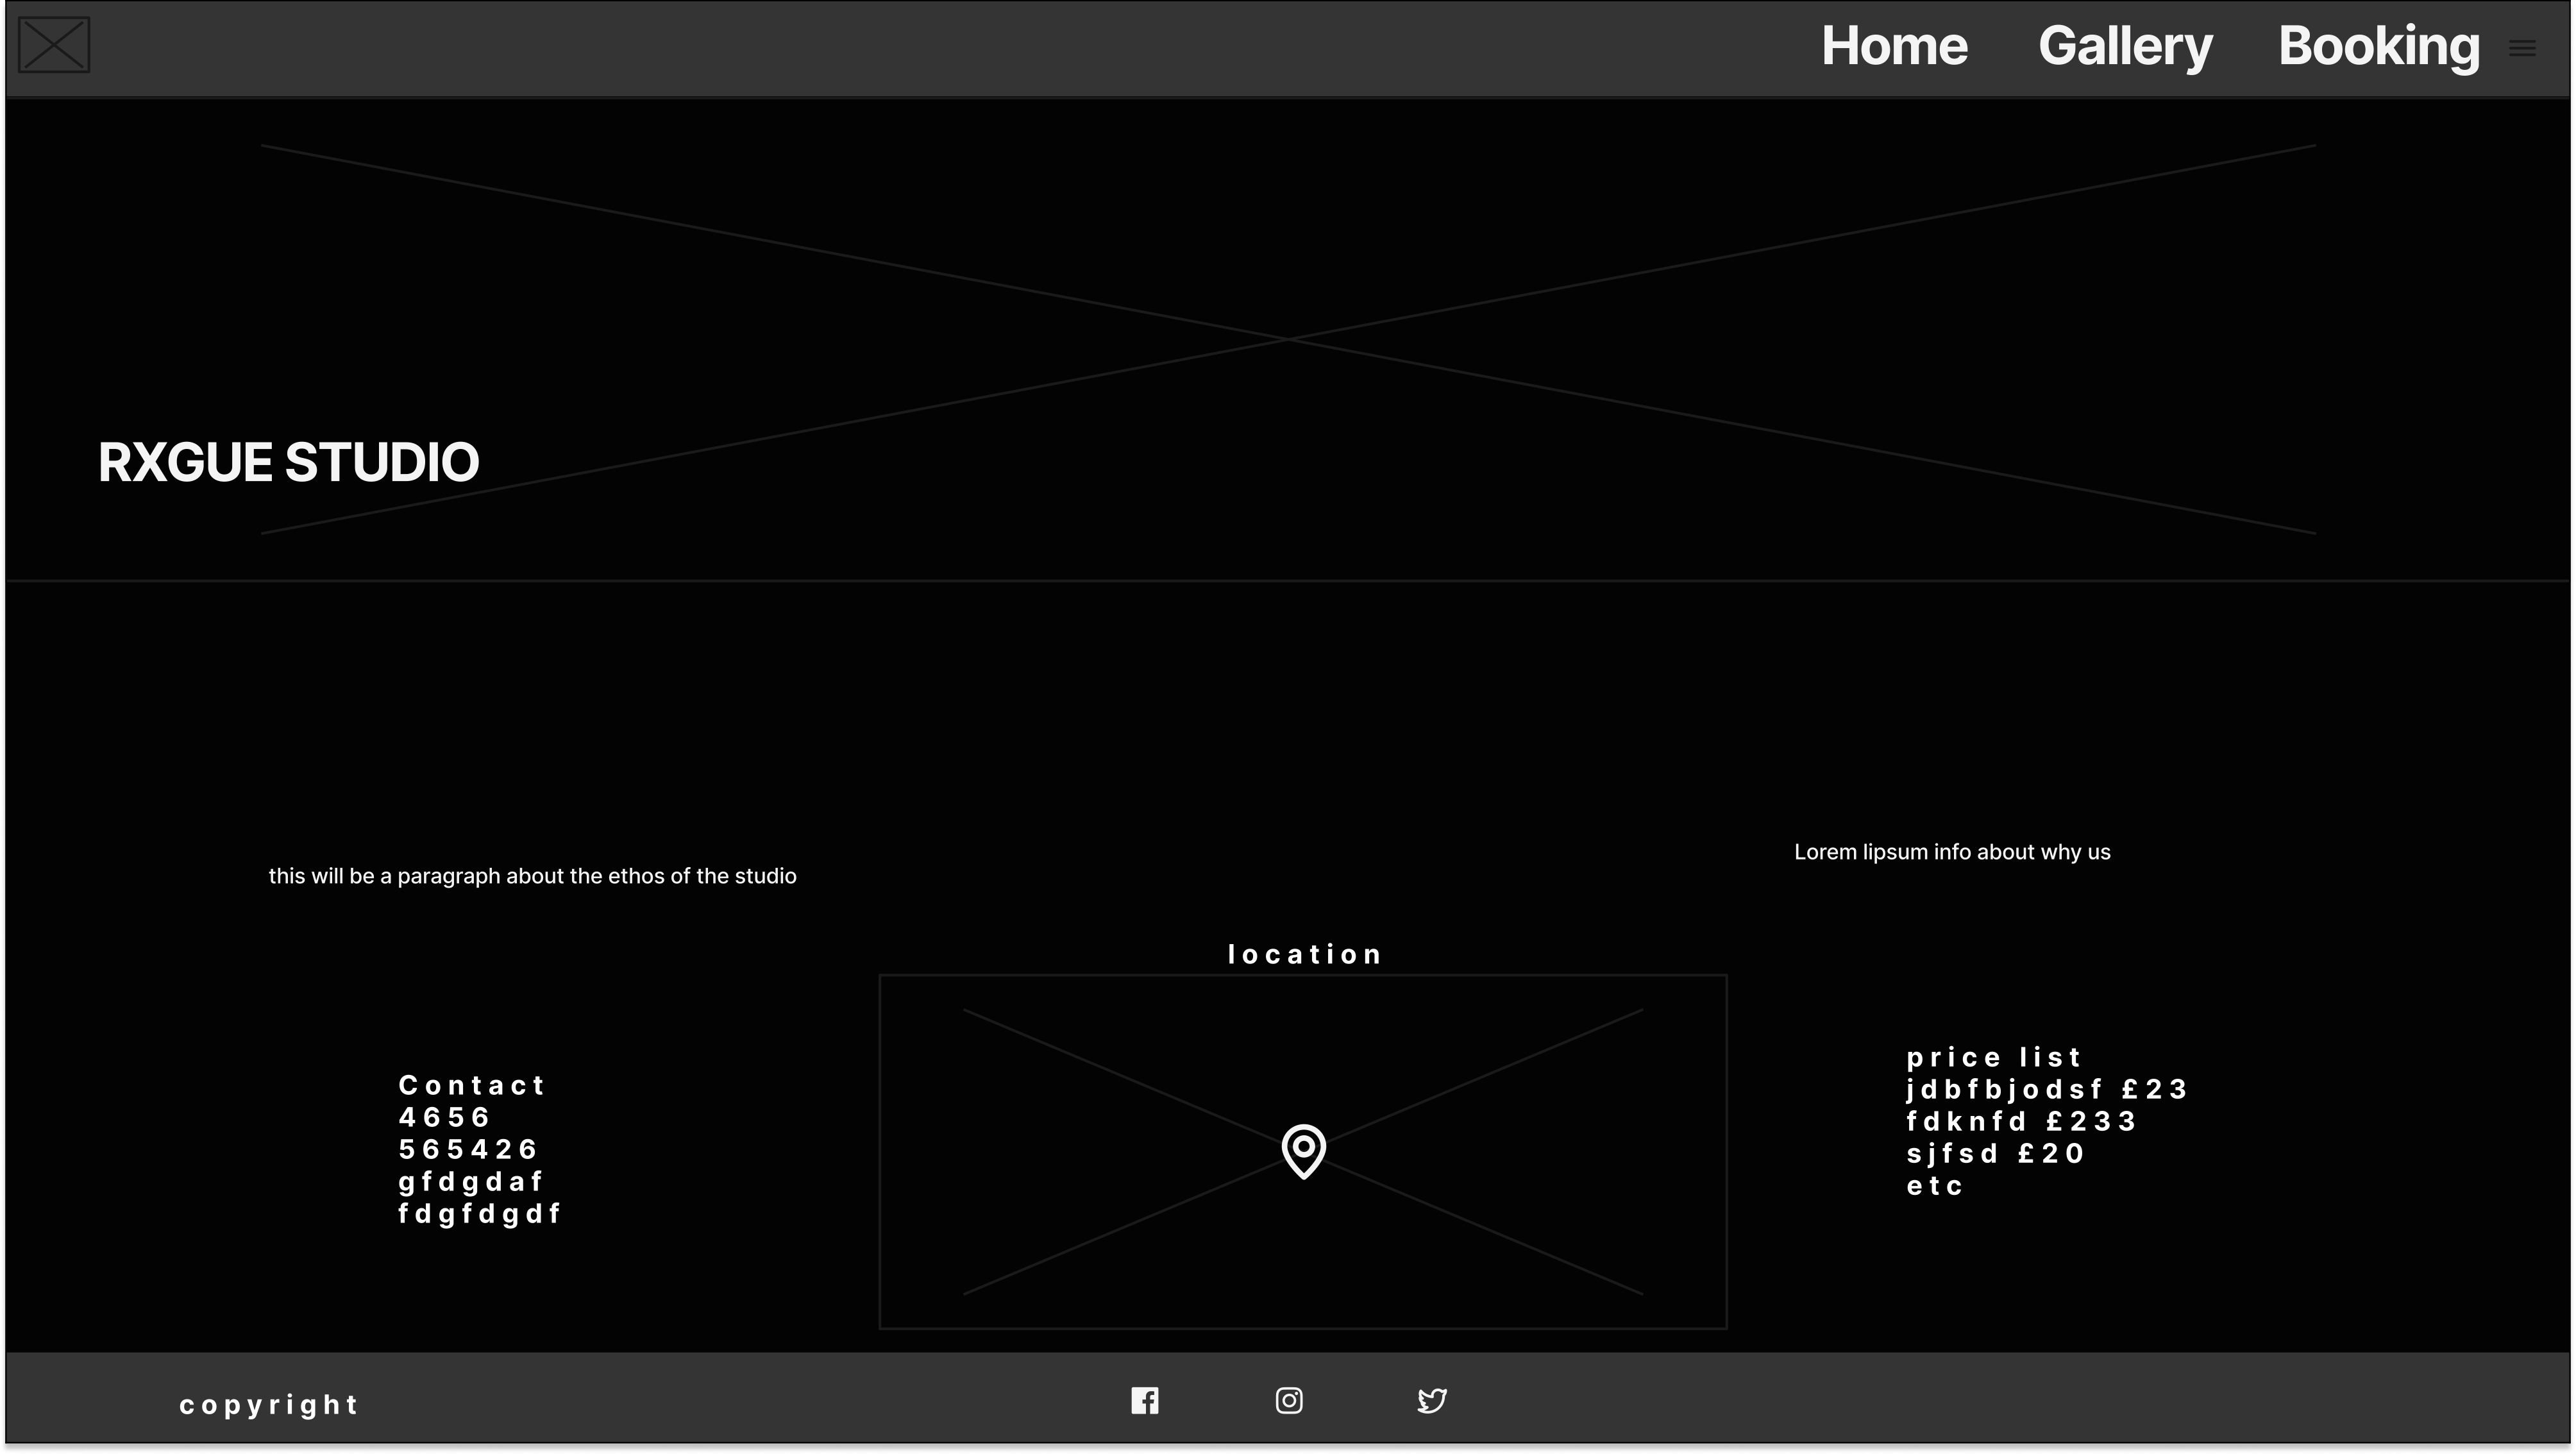 Home Gallery Booking
RXGUE STUDIO
this will be a paragraph about the ethos of the studio
Lorem lipsum info about why us
location
Contact
4656
565426
gfdgdaf
fdgfdgdf
price list
jdbfbjodsf £23
fdknfd £233
sjfsd £20
etc
copyright